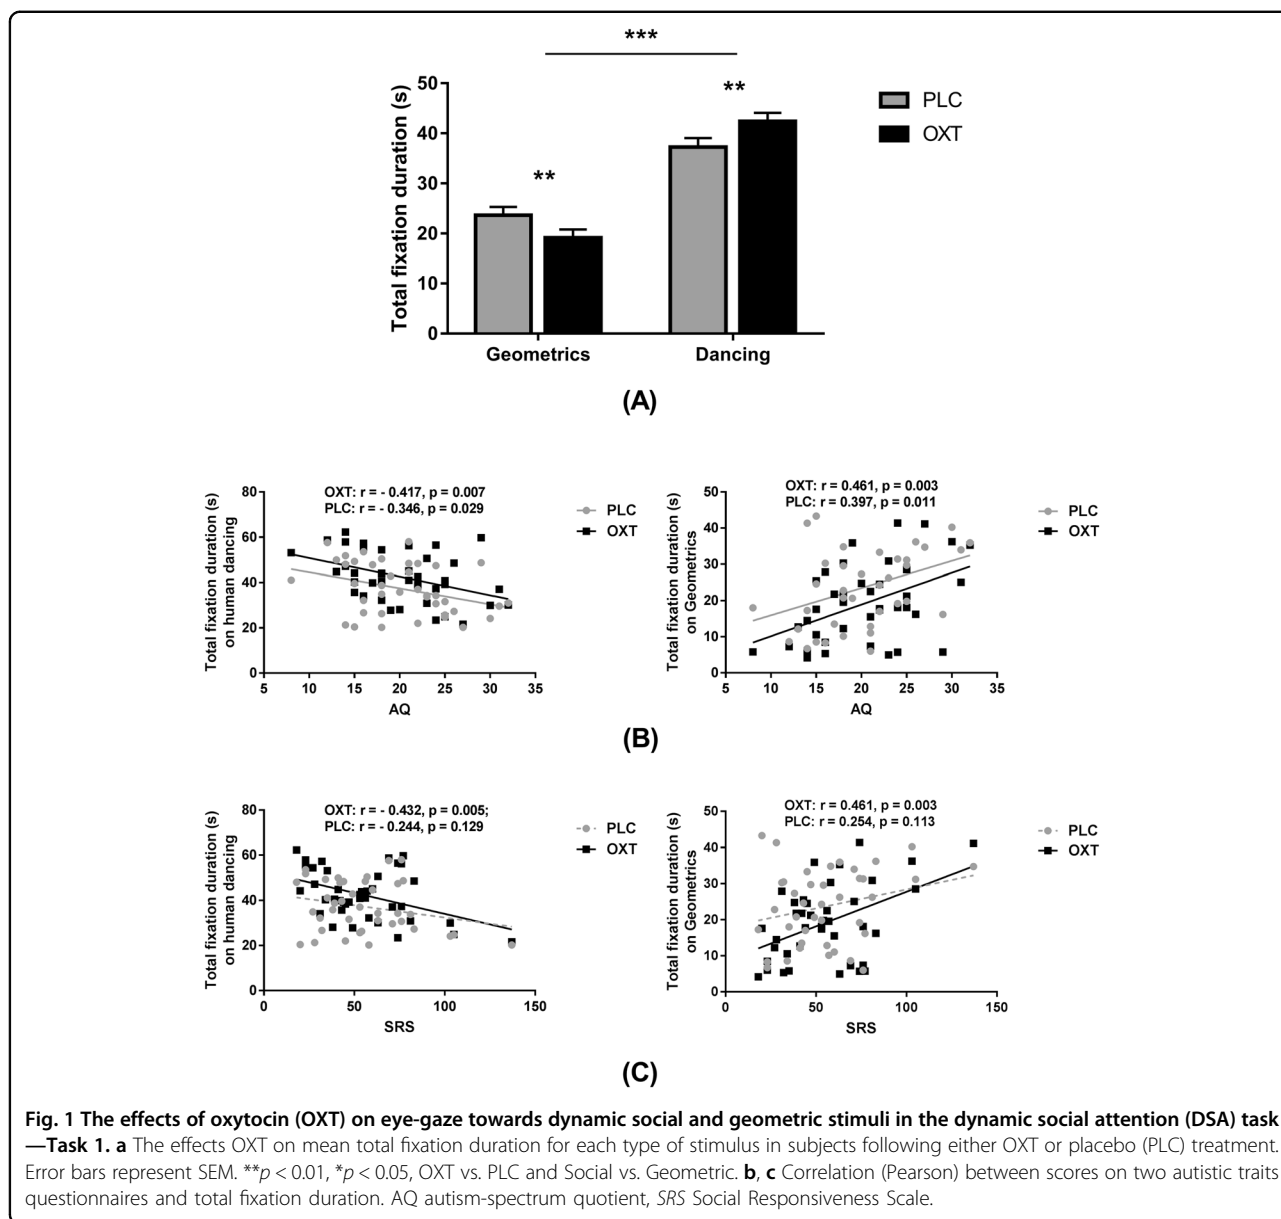 ***
Total fixation duration (s)
50
40
30
20
10
0
**
**
PLC
OXT
Geometrics
Dancing
(A)
OXT: r = - 0.417, p = 0.007
PLC: r = - 0.346, p = 0.029
Total fixation duration (s)
on human dancing
80
60
40
20
0
5 10 15 20 25 30 35
AQ
PLC
OXT
OXT: r = 0.461, p = 0.003
PLC: r = 0.397, p = 0.011
Total fixation duration (s)
on Geometrics
50
40
30
20
10
0
5 10 15 20 25 30 35
AQ
PLC
OXT
(B)
OXT: r = - 0.432, p = 0.005;
PLC: r = - 0.244, p = 0.129
Total fixation duration (s)
on human dancing
80
60
40
20
0
0 50 100 150
SRS
PLC
OXT
OXT: r = 0.461, p = 0.003
PLC: r = 0.254, p = 0.113
Total fixation duration (s)
on Geometrics
50
40
30
20
10
0
0 50 100 150
SRS
PLC
OXT
(C)
Fig. 1 The effects of oxytocin (OXT) on eye-gaze towards dynamic social and geometric stimuli in the dynamic social attention (DSA) task
—Task 1. a The effects OXT on mean total fixation duration for each type of stimulus in subjects following either OXT or placebo (PLC) treatment.
Error bars represent SEM. **p < 0.01, *p < 0.05, OXT vs. PLC and Social vs. Geometric. b, c Correlation (Pearson) between scores on two autistic traits
questionnaires and total fixation duration. AQ autism-spectrum quotient, SRS Social Responsiveness Scale.